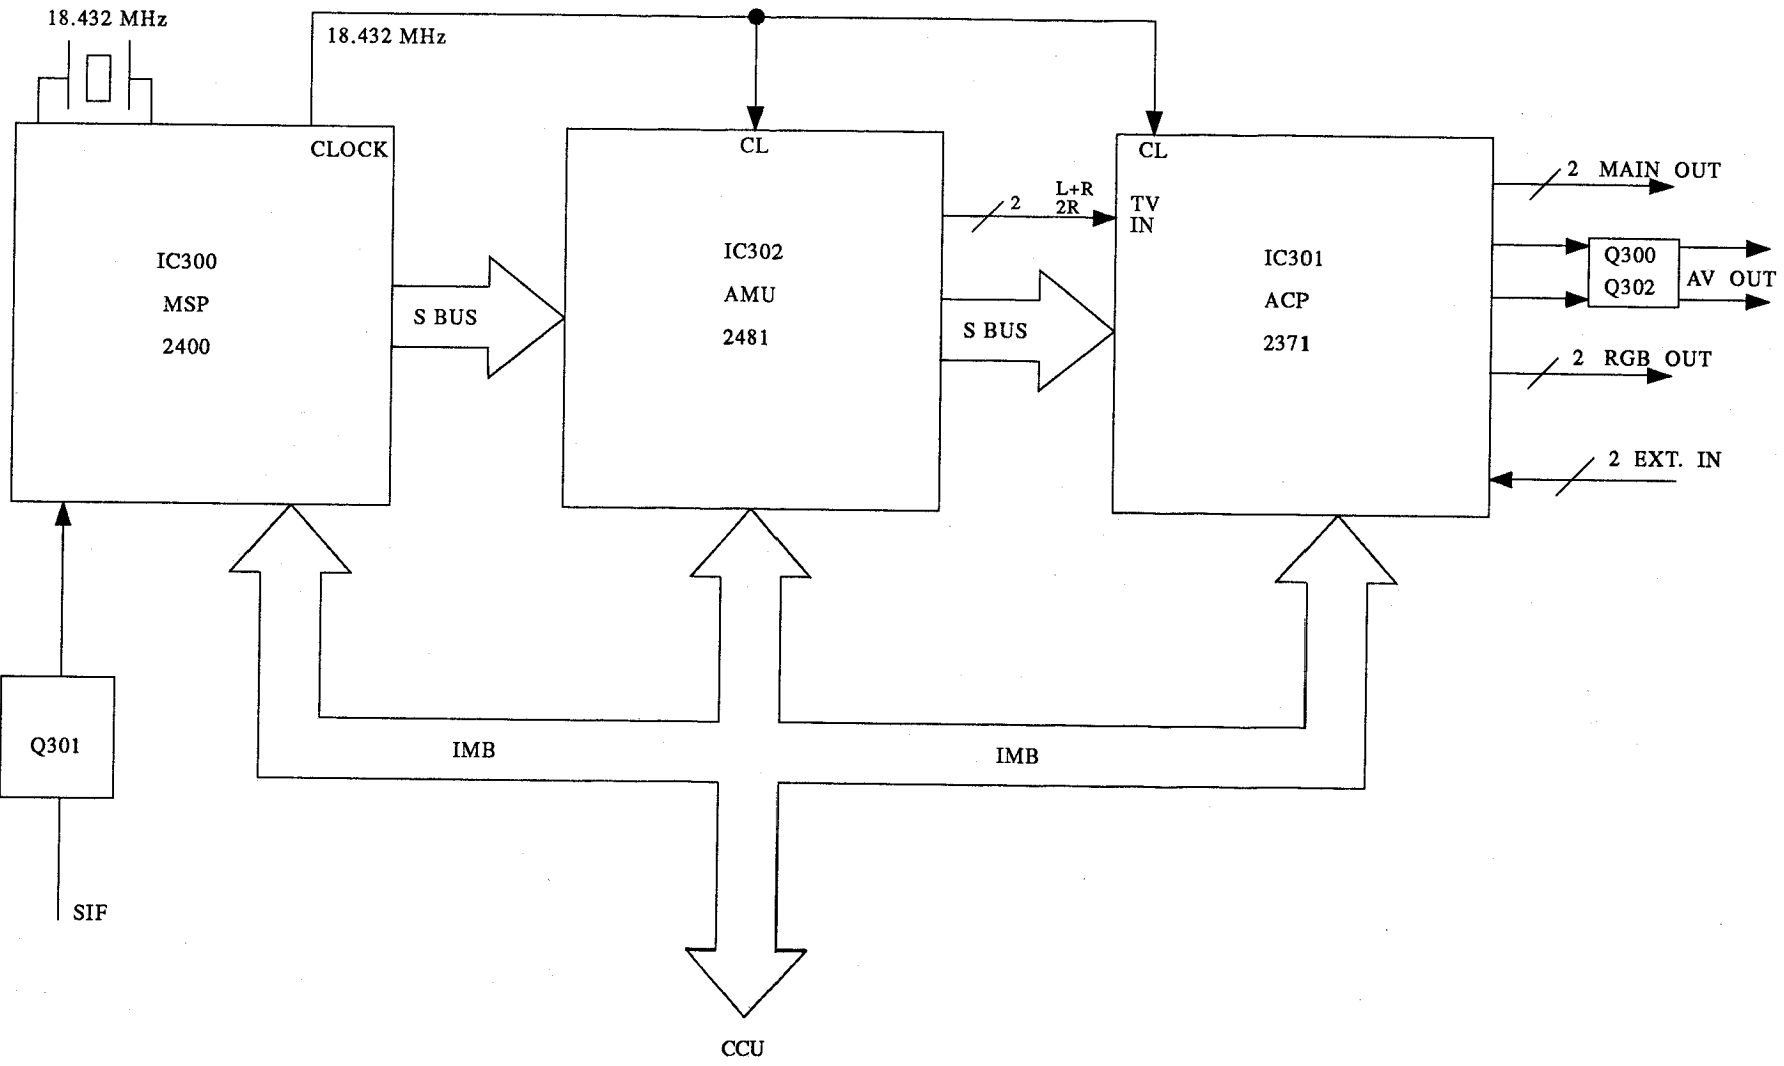 18.432 MHz
18.432 MHz
CLOCK
CL
CL
2 MAIN OUT
L+R
2 2R
TV
IN
IC300
MSP
2400
IC302
AMU
2481
IC301
ACP
2371
Q300
Q302
AV OUT
S BUS
S BUS
2 RGB OUT
2 EXT. IN
Q301
IMB
IMB
SIF
CCU